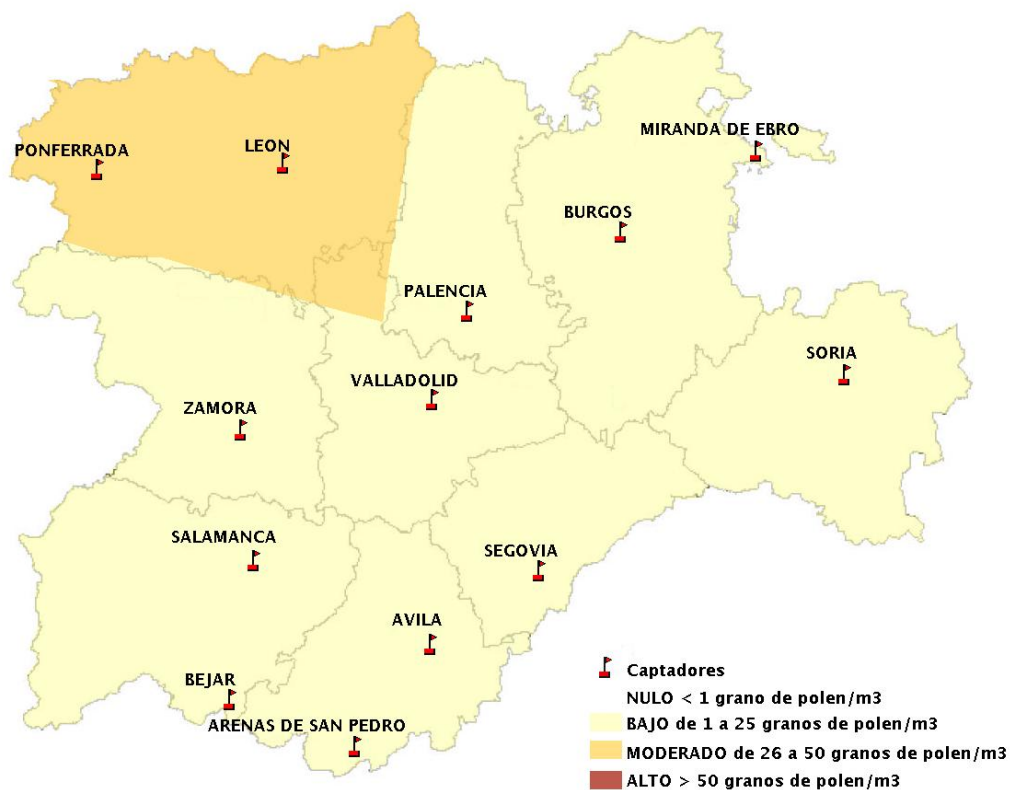 MIRANDA DE EBRO
LEON
PONFERRADA
BURGOS
PALENCIA
SORIA
VALLADOLID
ZAMORA
SALAMANCA
SEGOVIA
AVILA
BEJAR
ARENAS DE SAN PEDRO
Captadores
NULO < 1 grano de polen/m3
BAJO de 1 a 25 granos de polen/m3
MODERADO de 26 a 50 granos de polen/m3
ALTO > 50 granos de polen/m3